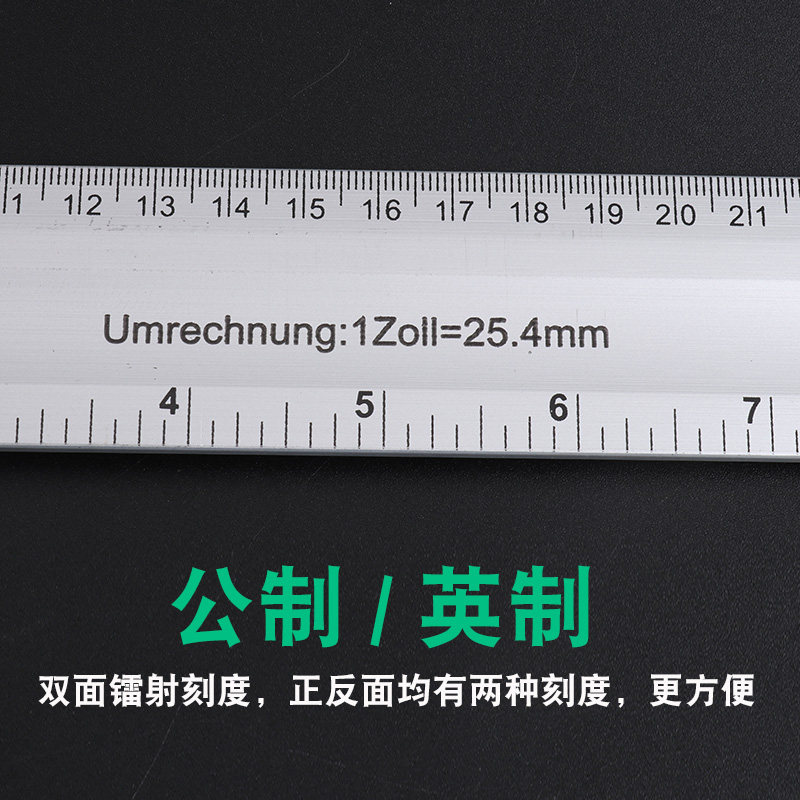 1 12 13 14 15 16 17 18 19 20 21
Umrechnung:1Zoll=25.4mm
4 5 6 7
公制/英制
双面镭射刻度，正反面均有两种刻度，更方便